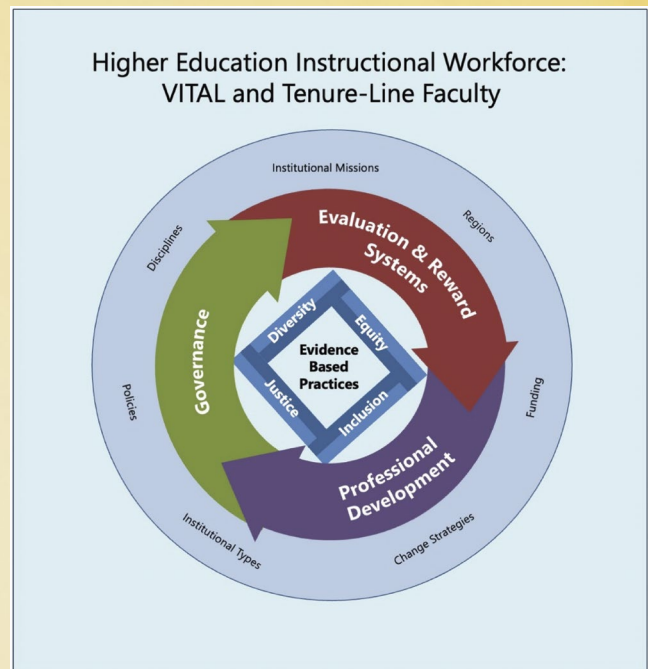 Higher Education Instructional Workforce:
VITAL and Tenure-Line Faculty
Institutional Missions
Disciplines
Regions
Evaluation & Reward
Systems
Governance
Diversity
Equity
Evidence
Based
Practices
Justice
Inclusion
Policies
Funding
Professional
Development
Institutional Types
Change Strategies